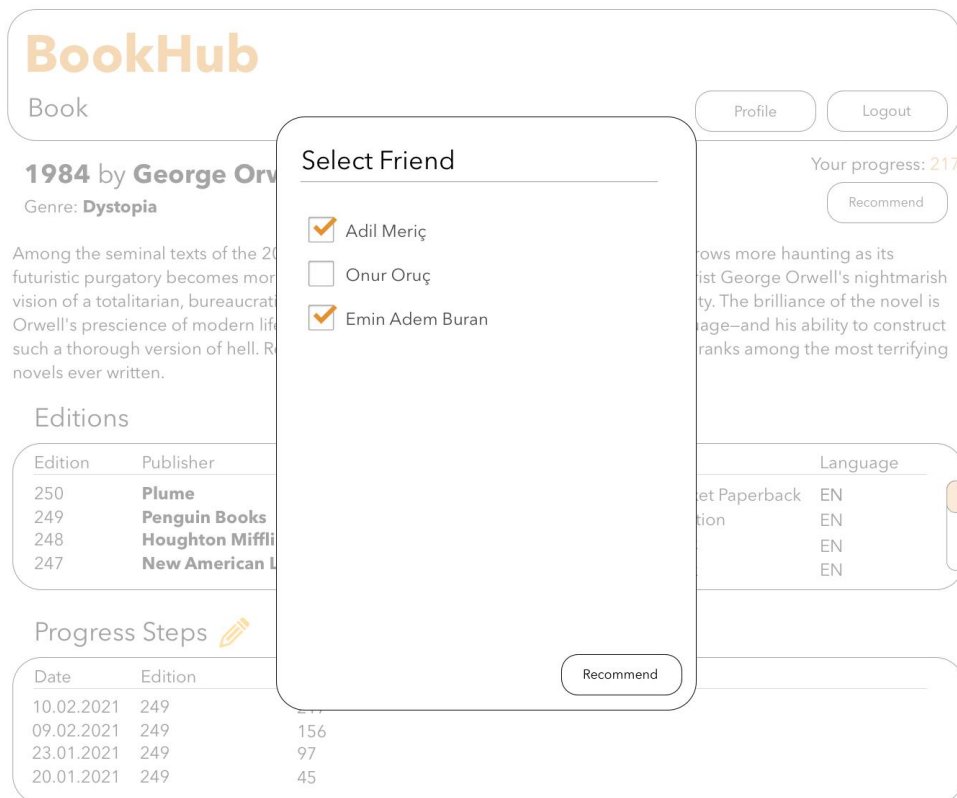 BookHub
Book
Profile
Logout
Select Friend
1984 by George Orv
Your progress: 217
Genre: Dystopia
Recommend
Adil Meriç
Onur Oruç
Emin Adem Buran
Among the seminal texts of the 20 rows more haunting as its
futuristic purgatory becomes mor ist George Orwell's nightmarish
vision of a totalitarian, bureaucrati ty. The brilliance of the novel is
Orwell's prescience of modern life uage—and his ability to construct
such a thorough version of hell. Re ranks among the most terrifying
novels ever written.
Editions
Edition Publisher Language
250 Plume ket Paperback EN
249 Penguin Books tion EN
248 Houghton Miffli EN
247 New American L EN
Progress Steps
Recommend
Date Edition
10.02.2021 249
09.02.2021 249 156
23.01.2021 249 97
20.01.2021 249 45